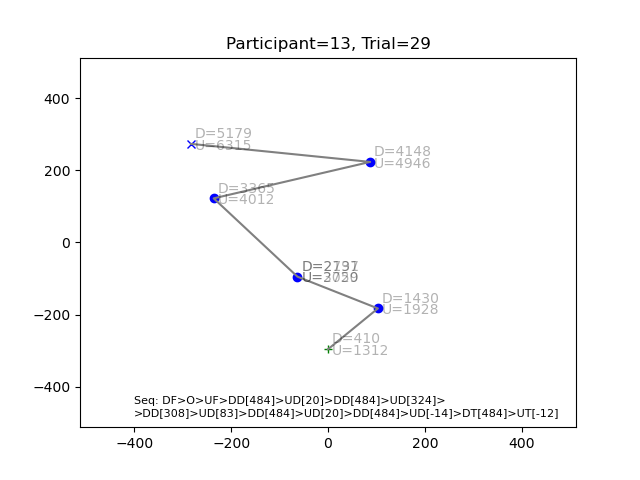 Participant=13, Trial=29
400
200
0
−200
−400
−400
−200
0
200
400
D=5179
U=6315
D=4148
U=4946
D=3365
U=4012
D=1430
U=1928
D=410
U=1312
Seq: DF>O>UF>DD[484]>UD[20]>DD[484]>UD[324]>
>DD[308]>UD[83]>DD[484]>UD[20]>DD[484]>UD[-14]>DT[484]>UT[-12]